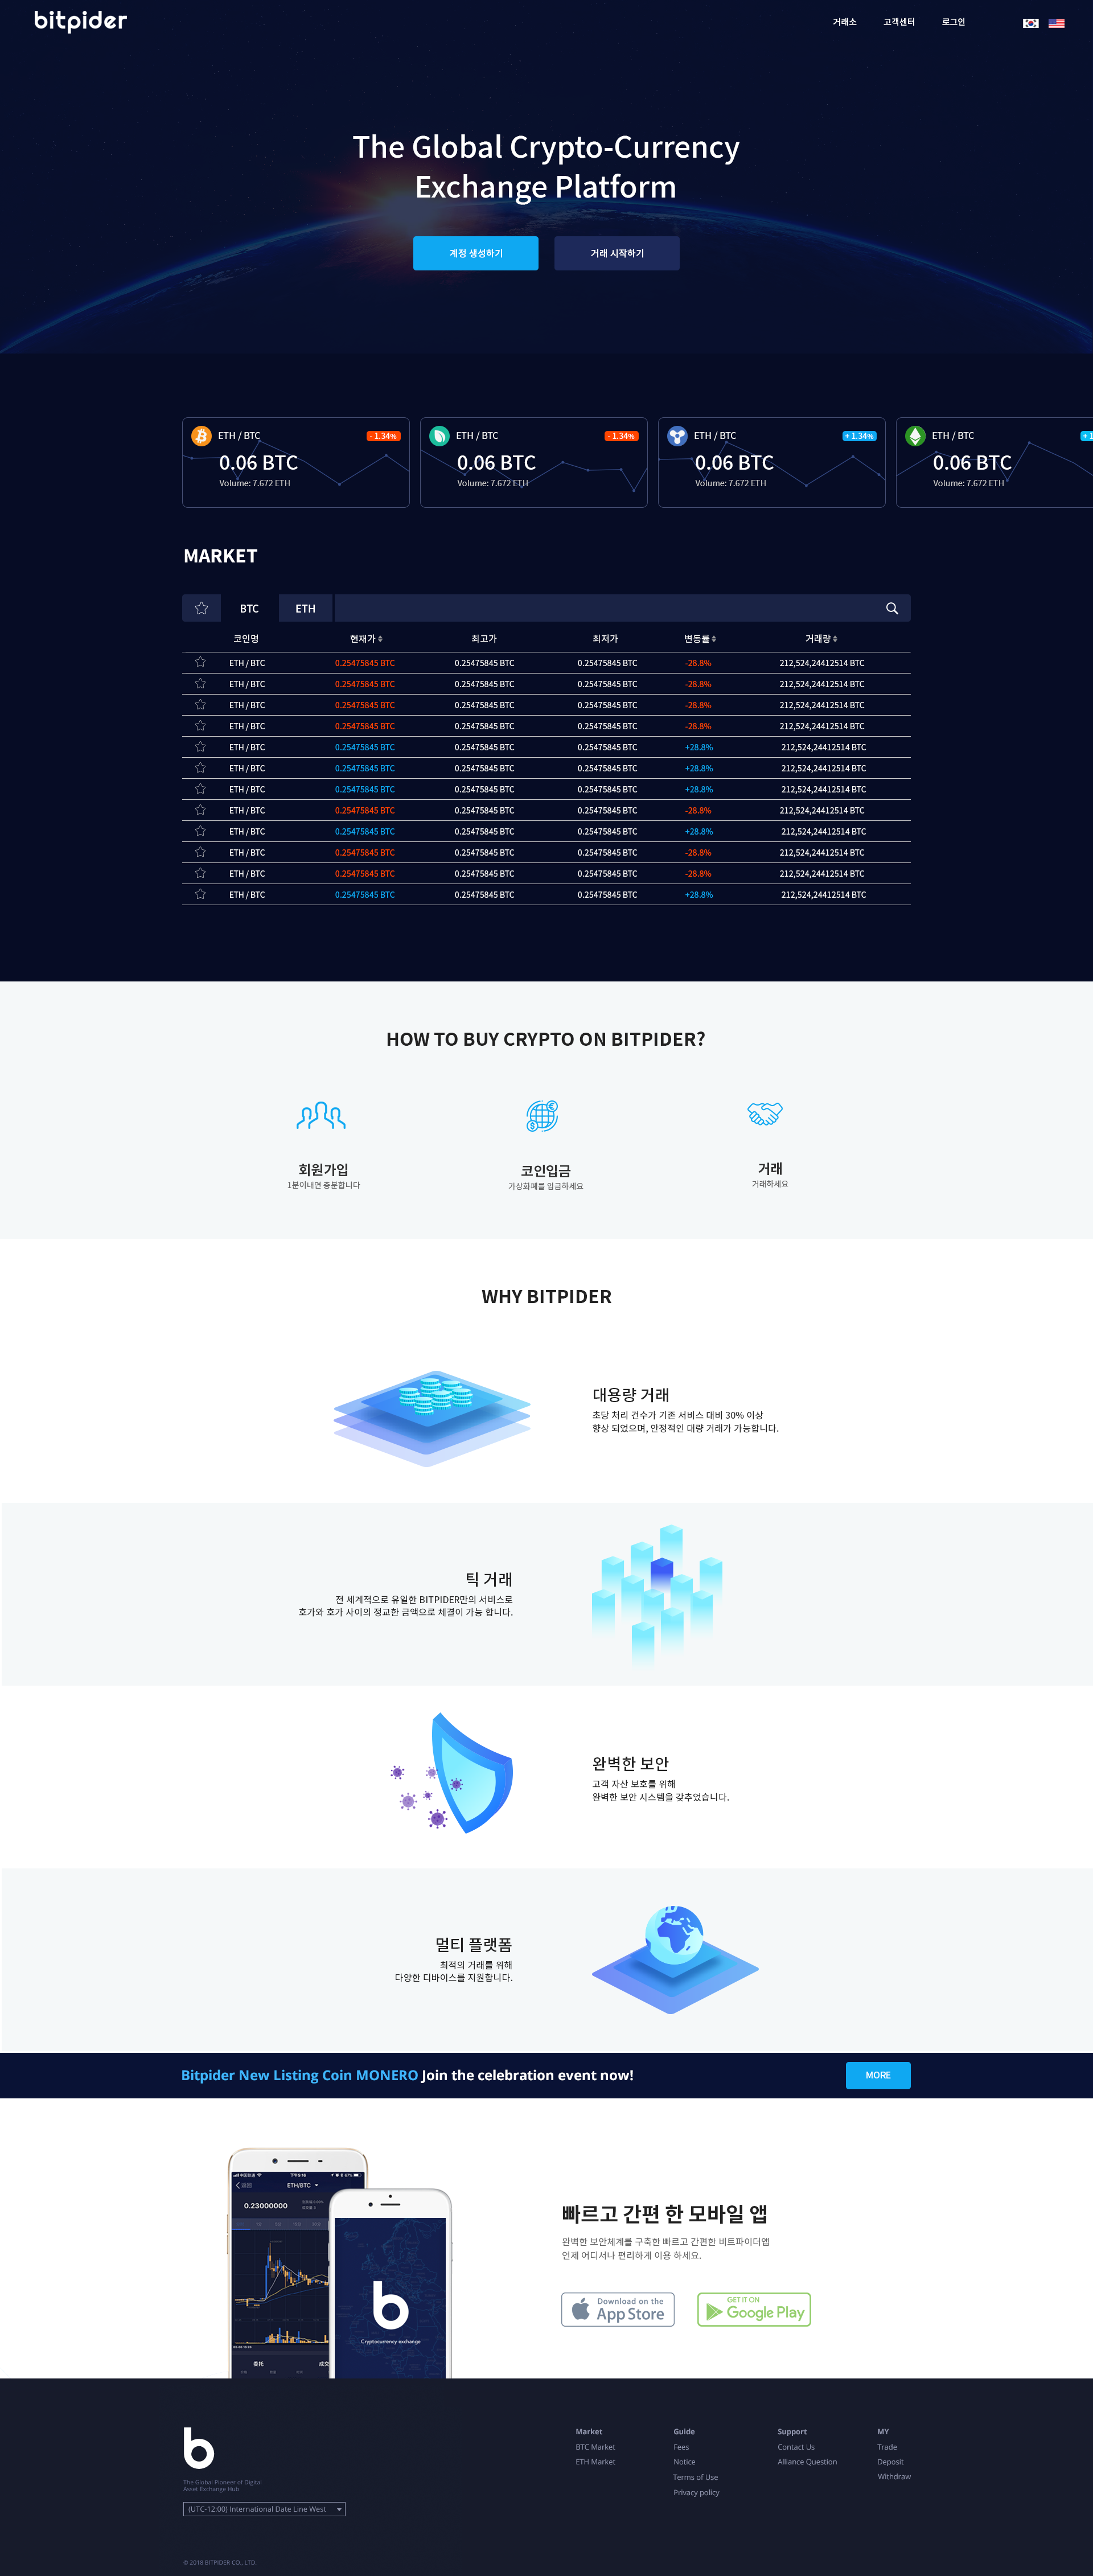 bitpider
거래소 고객센터 로그인
The Global Crypto-Currency
Exchange Platform
계정 생성하기 거래 시작하기
ETH / BTC - 1.34%
0.06 BTC
Volume: 7.672 ETH
ETH / BTC - 1.34%
0.06 BTC
Volume: 7.672 ETH
ETH / BTC + 1.34%
0.06 BTC
Volume: 7.672 ETH
ETH / BTC + 1
0.06 BTC
Volume: 7.672 ETH
MARKET
BTC ETH
코인명 현재가 최고가 최저가 변동률 거래량
ETH / BTC 0.25475845 BTC 0.25475845 BTC 0.25475845 BTC -28.8% 212,524,24412514 BTC
ETH / BTC 0.25475845 BTC 0.25475845 BTC 0.25475845 BTC -28.8% 212,524,24412514 BTC
ETH / BTC 0.25475845 BTC 0.25475845 BTC 0.25475845 BTC -28.8% 212,524,24412514 BTC
ETH / BTC 0.25475845 BTC 0.25475845 BTC 0.25475845 BTC -28.8% 212,524,24412514 BTC
ETH / BTC 0.25475845 BTC 0.25475845 BTC 0.25475845 BTC +28.8% 212,524,24412514 BTC
ETH / BTC 0.25475845 BTC 0.25475845 BTC 0.25475845 BTC +28.8% 212,524,24412514 BTC
ETH / BTC 0.25475845 BTC 0.25475845 BTC 0.25475845 BTC +28.8% 212,524,24412514 BTC
ETH / BTC 0.25475845 BTC 0.25475845 BTC 0.25475845 BTC -28.8% 212,524,24412514 BTC
ETH / BTC 0.25475845 BTC 0.25475845 BTC 0.25475845 BTC +28.8% 212,524,24412514 BTC
ETH / BTC 0.25475845 BTC 0.25475845 BTC 0.25475845 BTC -28.8% 212,524,24412514 BTC
ETH / BTC 0.25475845 BTC 0.25475845 BTC 0.25475845 BTC -28.8% 212,524,24412514 BTC
ETH / BTC 0.25475845 BTC 0.25475845 BTC 0.25475845 BTC +28.8% 212,524,24412514 BTC
HOW TO BUY CRYPTO ON BITPIDER?
회원가입
1분이내면 충분합니다
코인입금
가상화폐를 입금하세요
거래
거래하세요
WHY BITPIDER
대용량 거래
초당 처리 건수가 기존 서비스 대비 30% 이상
향상 되었으며, 안정적인 대량 거래가 가능합니다.
틱 거래
전 세계적으로 유일한 BITPIDER만의 서비스로
호가와 호가 사이의 정교한 금액으로 체결이 가능 합니다.
완벽한 보안
고객 자산 보호를 위해
완벽한 보안 시스템을 갖추었습니다.
멀티 플랫폼
최적의 거래를 위해
다양한 디바이스를 지원합니다.
Bitpider New Listing Coin MONERO Join the celebration event now!
MORE
ETH/BTC
0.23000000
b
Cryptocurrency exchange
빠르고 간편 한 모바일 앱
완벽한 보안체계를 구축한 빠르고 간편한 비트파이더앱
언제 어디서나 편리하게 이용 하세요.
Download on the
App Store
GET IT ON
Google Play
b
The Global Pioneer of Digital
Asset Exchange Hub
(UTC-12:00) International Date Line West
Market
BTC Market
ETH Market
Guide
Fees
Notice
Terms of Use
Privacy policy
Support
Contact Us
Alliance Question
MY
Trade
Deposit
Withdraw
© 2018 BITPIDER CO., LTD.